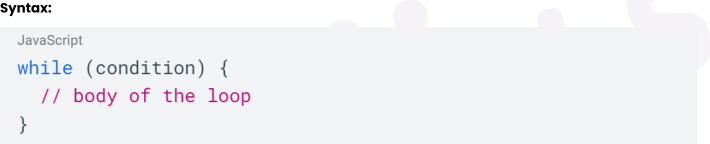 Syntax:
JavaScript
while (condition) {
  // body of the loop
}